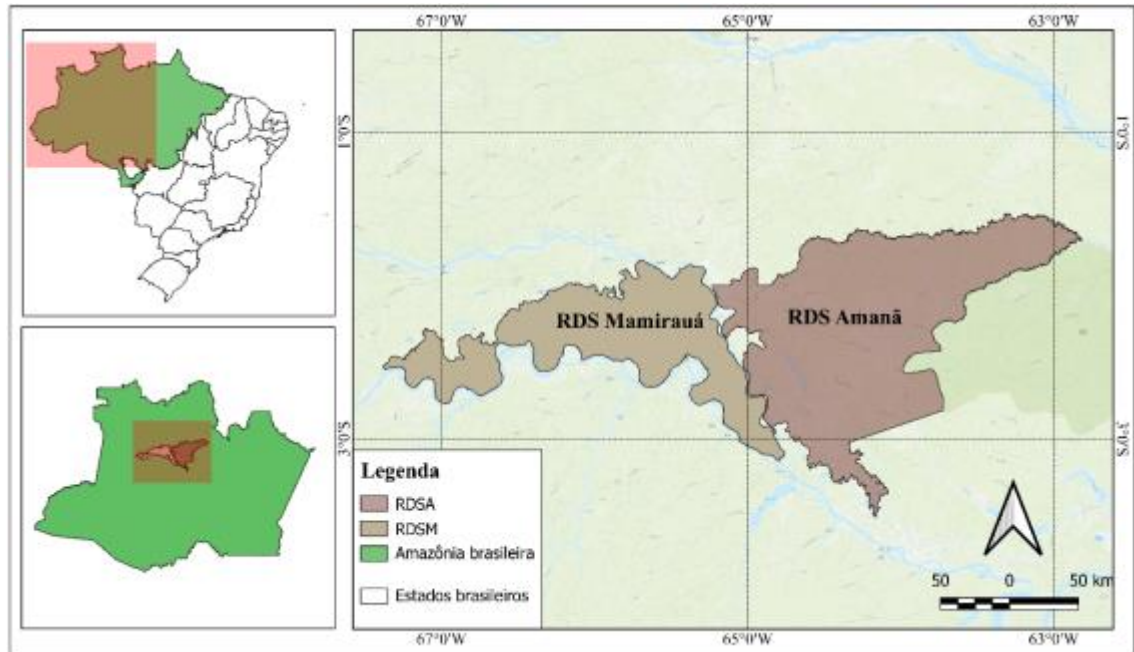 67°0'W 65°0'W 63°0'W
1°0'S 1°0'S
RDS Mamirauá RDS Amanã
3°0'S 3°0'S
Legenda
RDSA
RDSM
Amazônia brasileira
Estados brasileiros
50 0 50 km
67°0'W 65°0'W 63°0'W